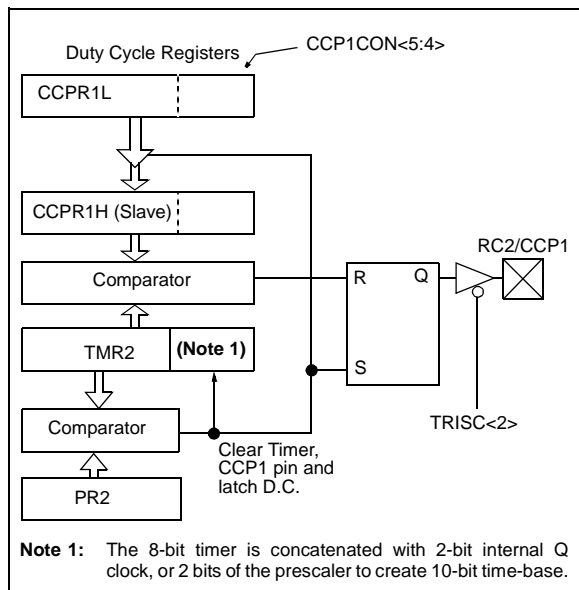 Duty Cycle Registers
CCP1CON<5:4>
CCPR1L
CCPR1H (Slave)
Comparator
TMR2
(Note 1)
Comparator
PR2
Clear Timer,
CCP1 pin and
latch D.C.
R
Q
S
RC2/CCP1
TRISC<2>
Note 1: The 8-bit timer is concatenated with 2-bit internal Q
clock, or 2 bits of the prescaler to create 10-bit time-base.